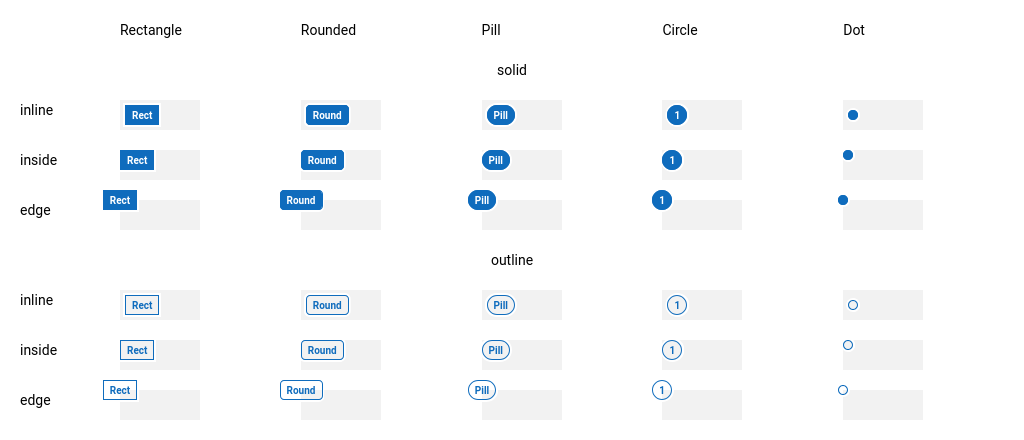 Rectangle Rounded Pill Circle Dot
solid
inline Rect Round Pill 1
inside Rect Round Pill 1
edge Rect Round Pill 1
outline
inline Rect Round Pill 1
inside Rect Round Pill 1
edge Rect Round Pill 1